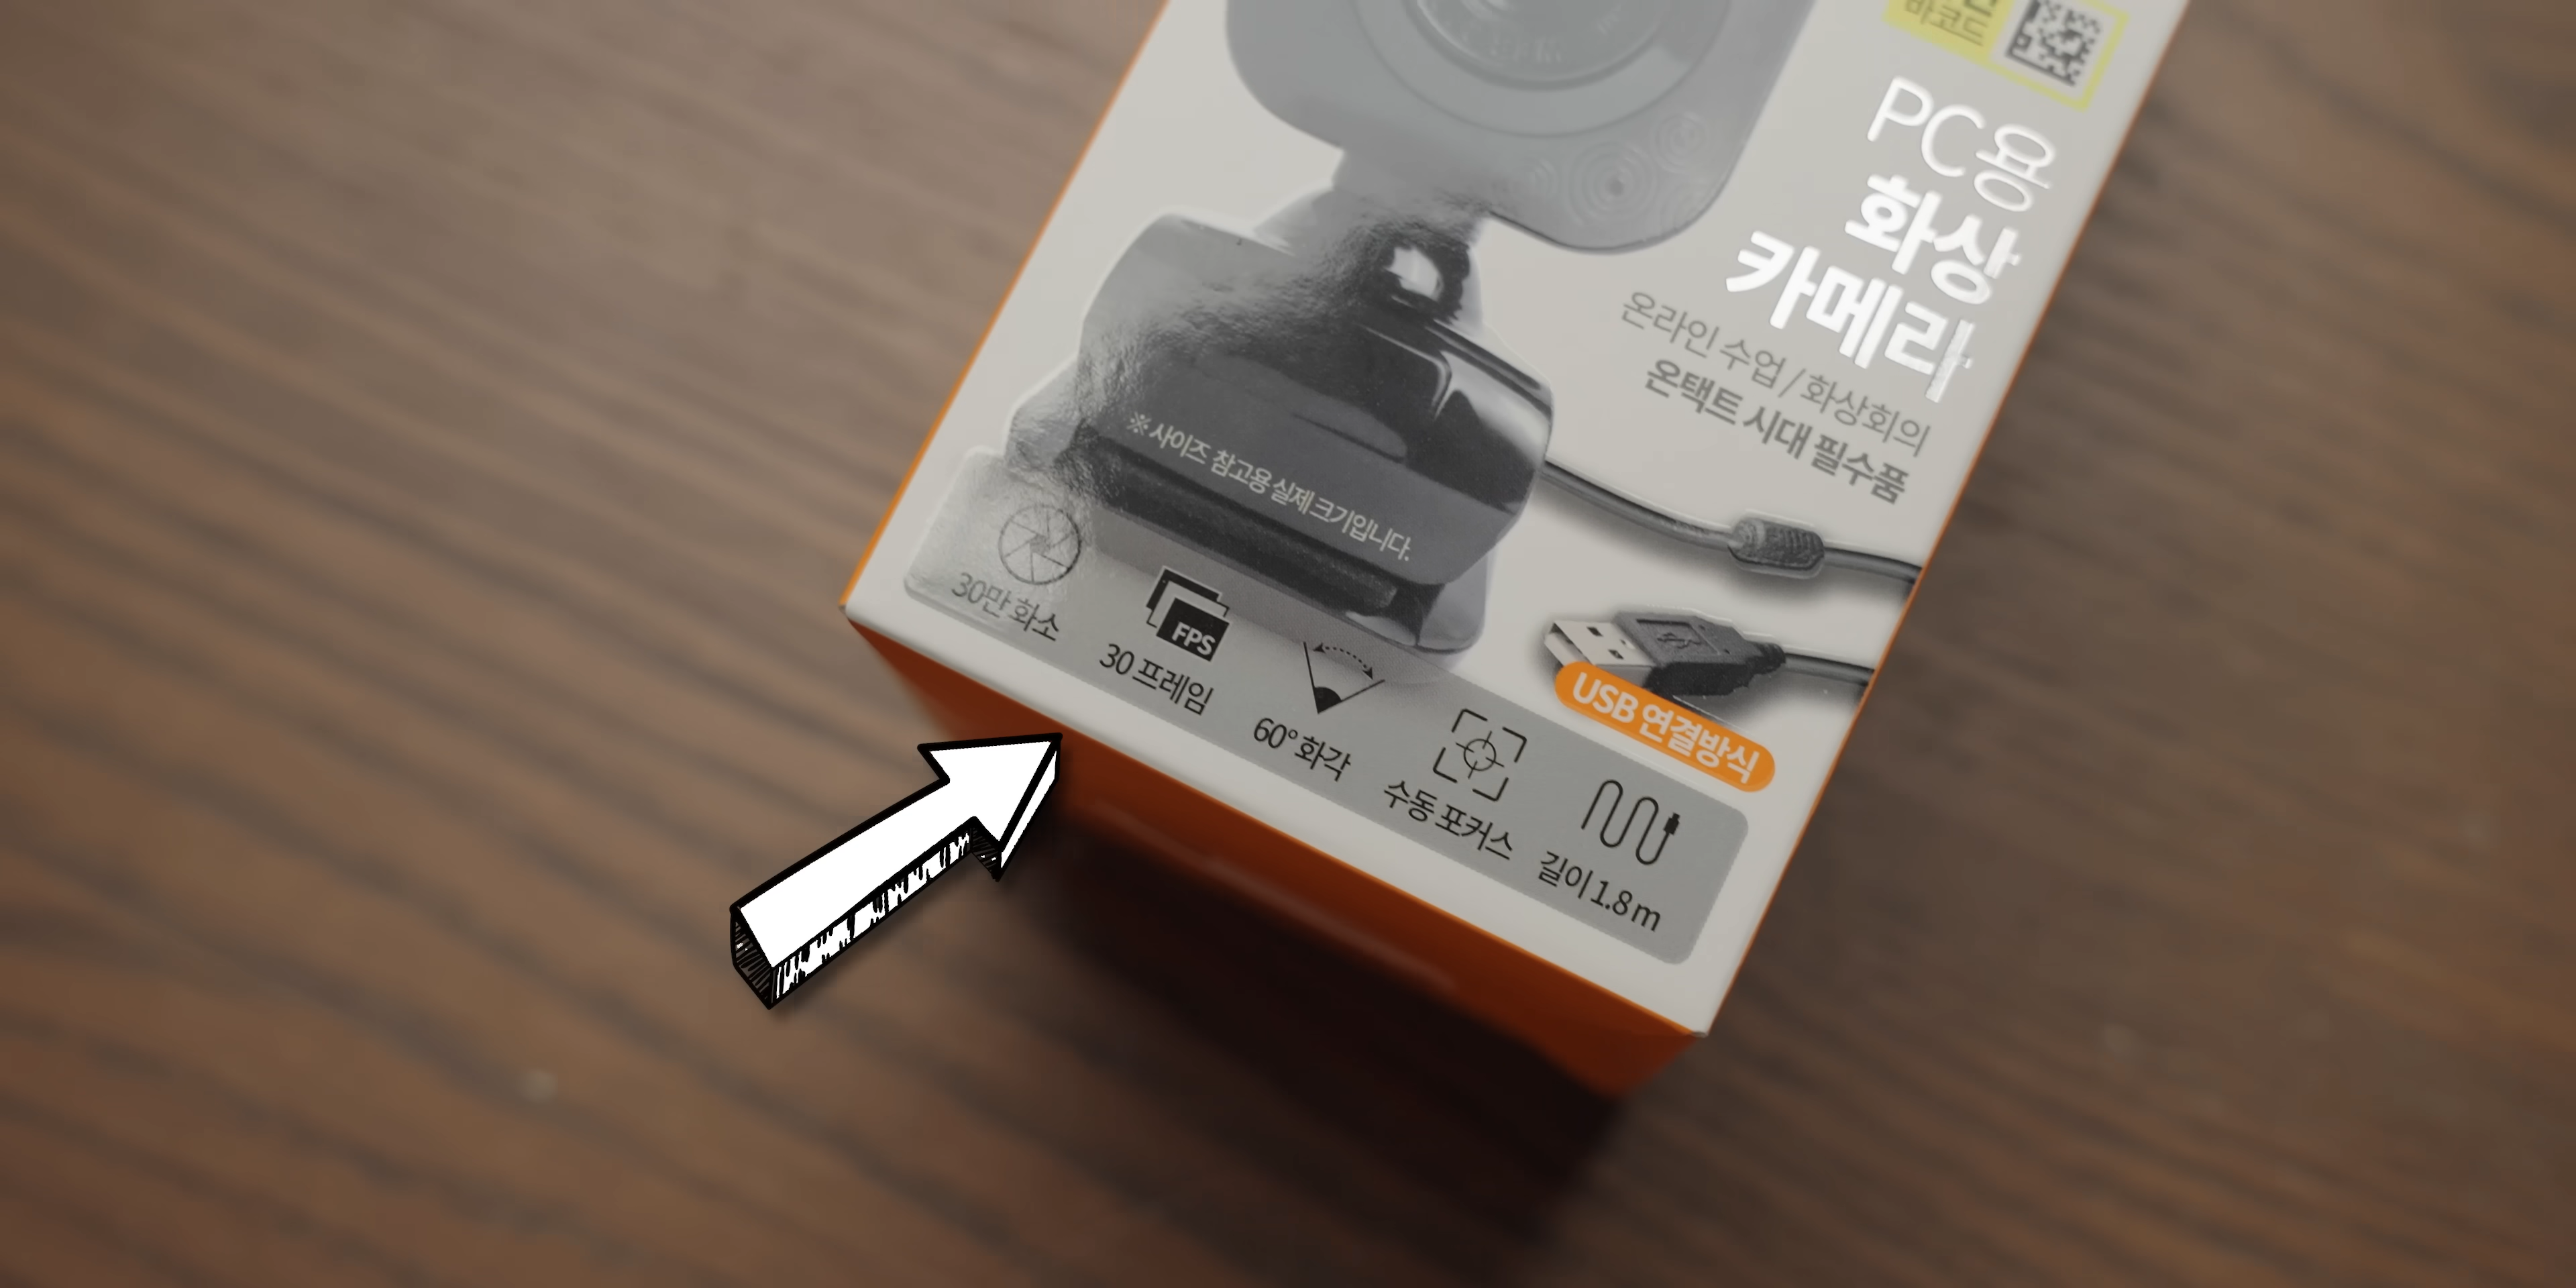 바코드
PC용
화상
카메라
온라인 수업 / 화상회의
온택트 시대 필수품
※ 사이즈 참고용 실제 크기입니다.
USB 연결방식
30만 화소
FPS
30 프레임
60° 화각
수동 포커스
길이 1.8m